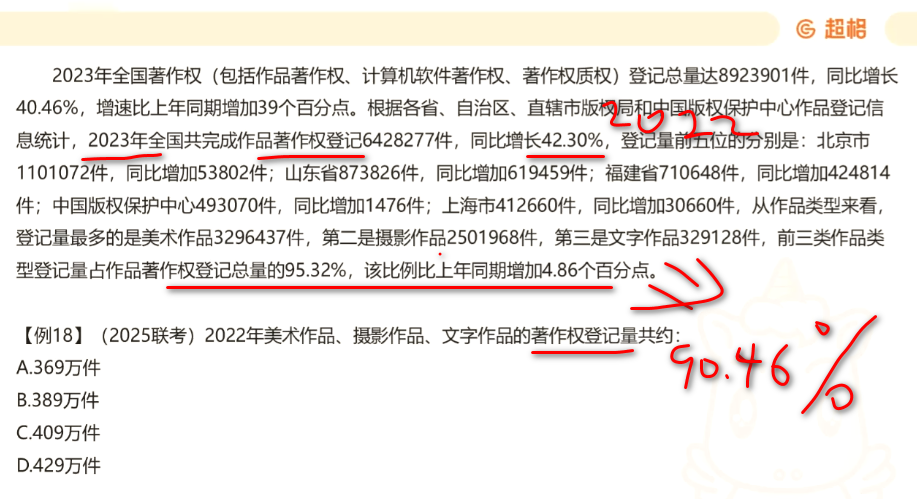 超格
2023年全国著作权（包括作品著作权、计算机软件著作权、著作权质权）登记总量达8923901件，同比增长
40.46%，增速比上年同期增加39个百分点。根据各省、自治区、直辖市版权局和中国版权保护中心作品登记信
2022
息统计，2023年全国共完成作品著作权登记6428277件，同比增长42.30%，登记量前五位的分别是：北京市
1101072件，同比增加53802件；山东省873826件，同比增加619459件；福建省710648件，同比增加424814
件；中国版权保护中心493070件，同比增加1476件；上海市412660件，同比增加30660件，从作品类型来看，
登记量最多的是美术作品3296437件，第二是摄影作品2501968件，第三是文字作品329128件，前三类作品类
型登记量占作品著作权登记总量的95.32%，该比例比上年同期增加4.86个百分点。
【例18】（2025联考）2022年美术作品、摄影作品、文字作品的著作权登记量共约：
90.46%
A.369万件
B.389万件
C.409万件
D.429万件